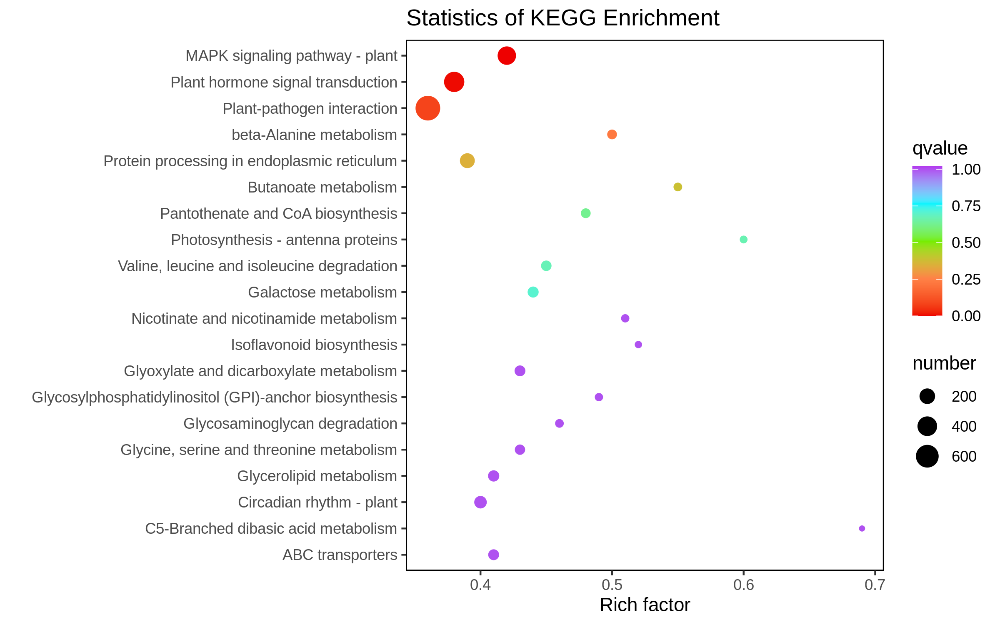 Statistics of KEGG Enrichment
MAPK signaling pathway - plant
Plant hormone signal transduction
Plant-pathogen interaction
beta-Alanine metabolism
Protein processing in endoplasmic reticulum
Butanoate metabolism
Pantothenate and CoA biosynthesis
Photosynthesis - antenna proteins
Valine, leucine and isoleucine degradation
Galactose metabolism
Nicotinate and nicotinamide metabolism
Isoflavonoid biosynthesis
Glyoxylate and dicarboxylate metabolism
Glycosylphosphatidylinositol (GPI)-anchor biosynthesis
Glycosaminoglycan degradation
Glycine, serine and threonine metabolism
Glycerolipid metabolism
Circadian rhythm - plant
C5-Branched dibasic acid metabolism
ABC transporters
0.4 0.5 0.6 0.7
Rich factor
qvalue
1.00
0.75
0.50
0.25
0.00
number
200
400
600